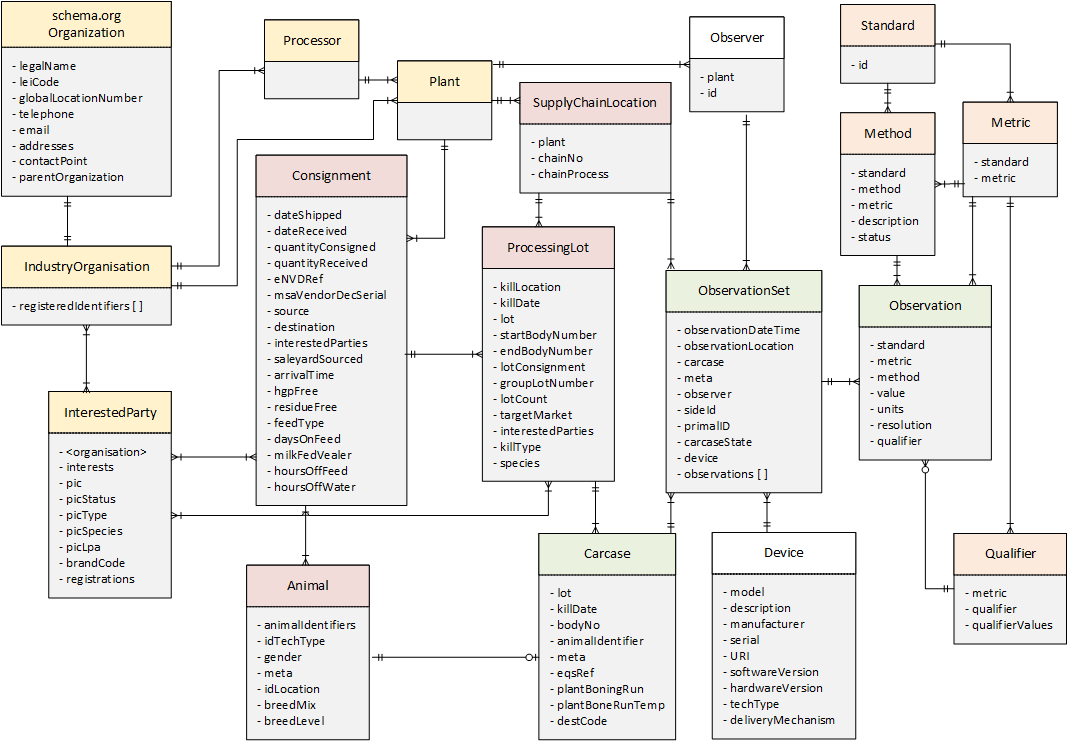 schema.org
Organization
- legalName
- leiCode
- globalLocationNumber
- telephone
- email
- addresses
- contactPoint
- parentOrganization
Processor
Plant
Observer
- plant
- id
SupplyChainLocation
- plant
- chainNo
- chainProcess
Standard
- id
Method
- standard
- method
- metric
- description
- status
Metric
- standard
- metric
IndustryOrganisation
- registeredIdentifiers [ ]
Consignment
- dateShipped
- dateReceived
- quantityConsigned
- quantityReceived
- eNVDRef
- msaVendorDecSerial
- source
- destination
- interestedParties
- saleyardSourced
- arrivalTime
- hgpFree
- residueFree
- feedType
- daysOnFeed
- milkFedVealer
- hoursOffFeed
- hoursOffWater
ProcessingLot
- killLocation
- killDate
- lot
- startBodyNumber
- endBodyNumber
- lotConsignment
- groupLotNumber
- lotCount
- targetMarket
- interestedParties
- killType
- species
ObservationSet
- observationDateTime
- observationLocation
- carcase
- meta
- observer
- sideId
- primalID
- carcaseState
- device
- observations [ ]
Observation
- standard
- metric
- method
- value
- units
- resolution
- qualifier
InterestedParty
- <organisation>
- interests
- pic
- picStatus
- picType
- picSpecies
- picLpa
- brandCode
- registrations
Animal
- animalIdentifiers
- idTechType
- gender
- meta
- idLocation
- breedMix
- breedLevel
Carcase
- lot
- killDate
- bodyNo
- animalIdentifier
- meta
- eqsRef
- plantBoningRun
- plantBoneRunTemp
- destCode
Device
- model
- description
- manufacturer
- serial
- URI
- softwareVersion
- hardwareVersion
- techType
- deliveryMechanism
Qualifier
- metric
- qualifier
- qualifierValues